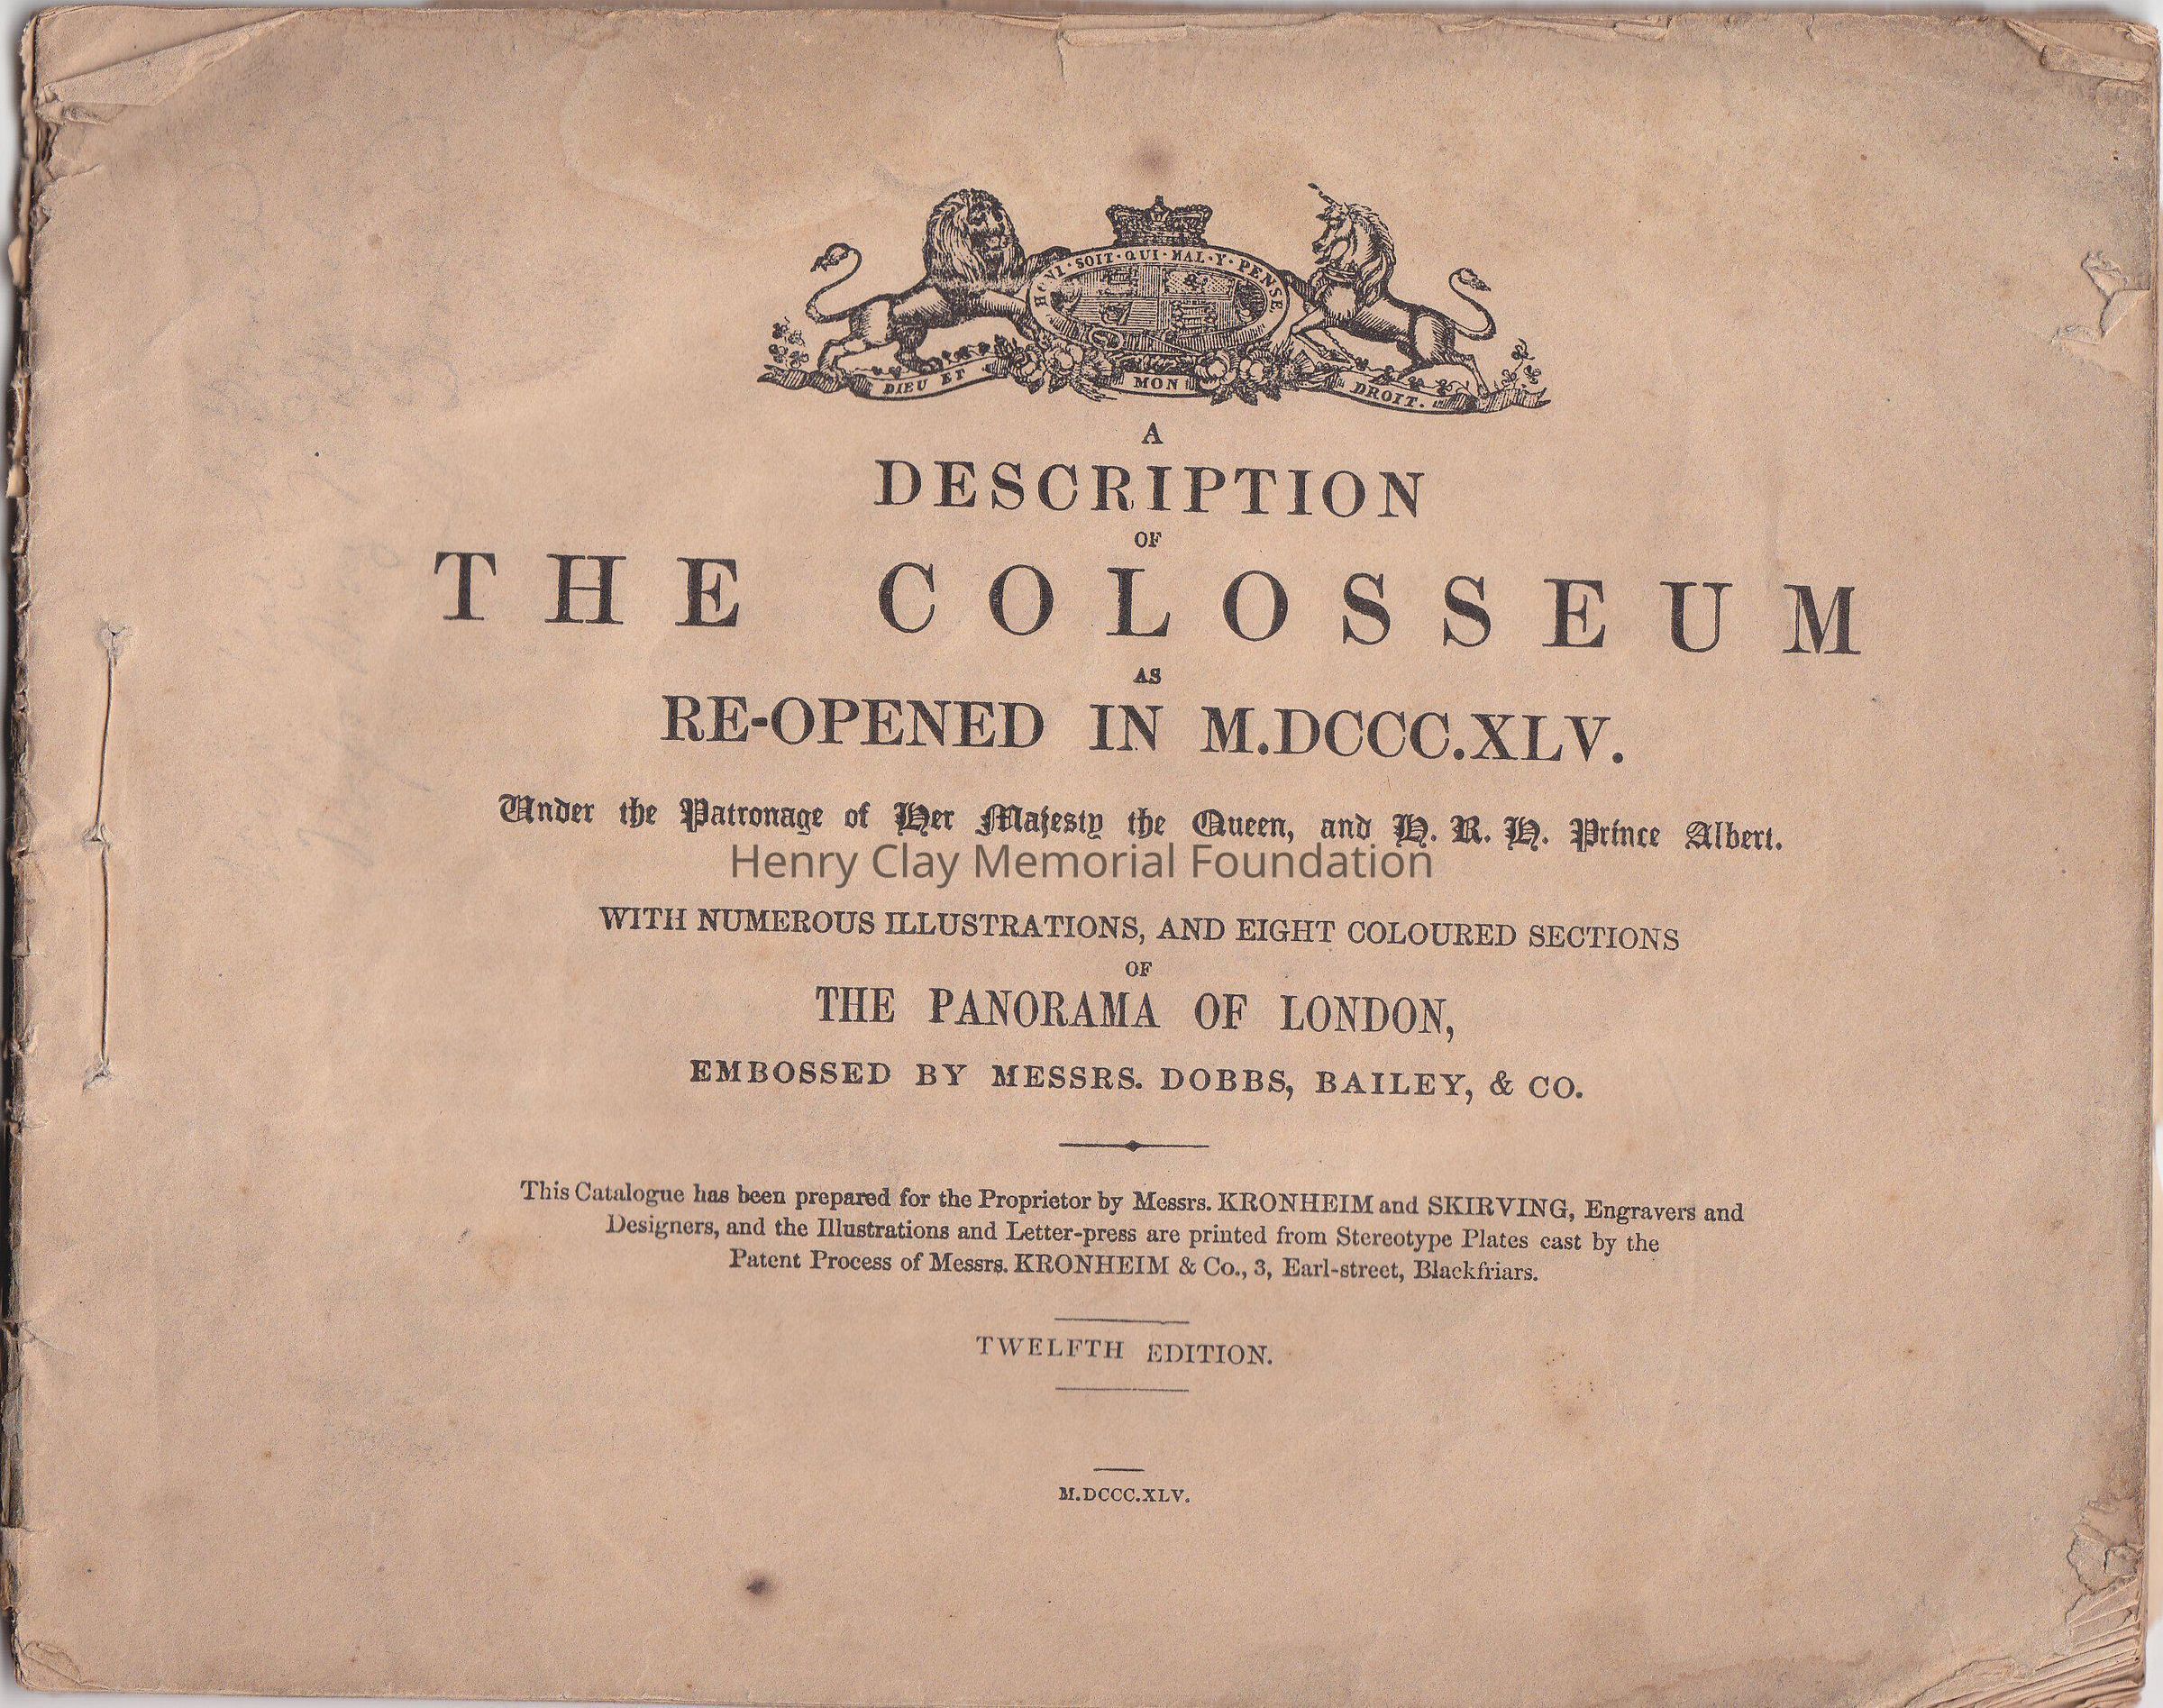 HONI·SOIT·QUI·MAL·Y·PENSE.
DIEU ET MON DROIT.
A
DESCRIPTION
OF
THE COLOSSEUM
AS
RE-OPENED IN M.DCCC.XLV.
Under the Patronage of Her Majesty the Queen, and H. R. H. Prince Albert.
Henry Clay Memorial Foundation
WITH NUMEROUS ILLUSTRATIONS, AND EIGHT COLOURED SECTIONS
OF
THE PANORAMA OF LONDON,
EMBOSSED BY MESSRS. DOBBS, BAILEY, & CO.
This Catalogue has been prepared for the Proprietor by Messrs. KRONHEIM and SKIRVING, Engravers and
Designers, and the Illustrations and Letter-press are printed from Stereotype Plates cast by the
Patent Process of Messrs. KRONHEIM & Co., 3, Earl-street, Blackfriars.
TWELFTH EDITION.
M.DCCC.XLV.